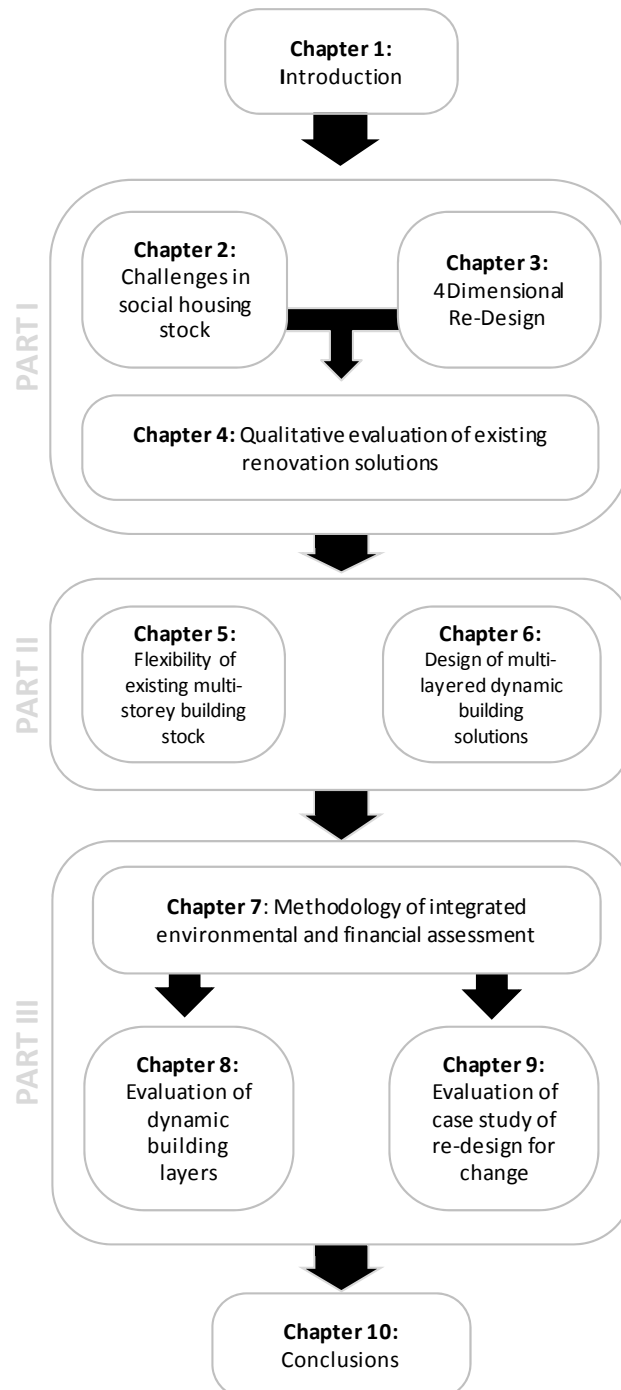 Chapter 1:
Introduction
PART I
Chapter 2:
Challenges in
social housing
stock
Chapter 3:
4Dimensional
Re-Design
Chapter 4: Qualitative evaluation of existing
renovation solutions
PART II
Chapter 5:
Flexibility of
existing multi-
storey building
stock
Chapter 6:
Design of multi-
layered dynamic
building
solutions
PART III
Chapter 7: Methodology of integrated
environmental and financial assessment
Chapter 8:
Evaluation of
dynamic
building
layers
Chapter 9:
Evaluation of
case study of
re-design for
change
Chapter 10:
Conclusions